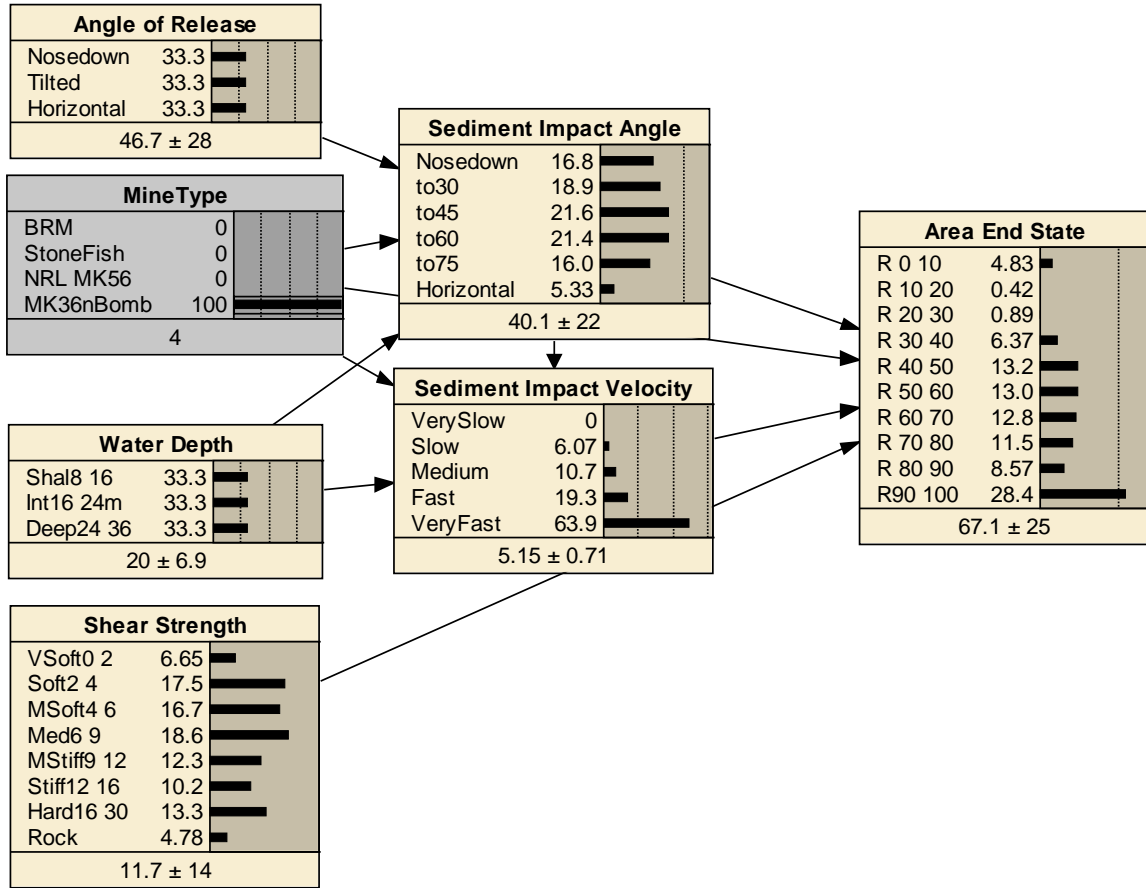 Angle of Release
Nosedown 33.3
Tilted 33.3
Horizontal 33.3
46.7 ± 28
MineType
BRM 0
StoneFish 0
NRL MK56 0
MK36nBomb 100
4
Water Depth
Shal8 16 33.3
Int16 24m 33.3
Deep24 36 33.3
20 ± 6.9
Shear Strength
VSoft0 2 6.65
Soft2 4 17.5
MSoft4 6 16.7
Med6 9 18.6
MStiff9 12 12.3
Stiff12 16 10.2
Hard16 30 13.3
Rock 4.78
11.7 ± 14
Sediment Impact Angle
Nosedown 16.8
to30 18.9
to45 21.6
to60 21.4
to75 16.0
Horizontal 5.33
40.1 ± 22
Sediment Impact Velocity
VerySlow 0
Slow 6.07
Medium 10.7
Fast 19.3
VeryFast 63.9
5.15 ± 0.71
Area End State
R 0 10 4.83
R 10 20 0.42
R 20 30 0.89
R 30 40 6.37
R 40 50 13.2
R 50 60 13.0
R 60 70 12.8
R 70 80 11.5
R 80 90 8.57
R90 100 28.4
67.1 ± 25